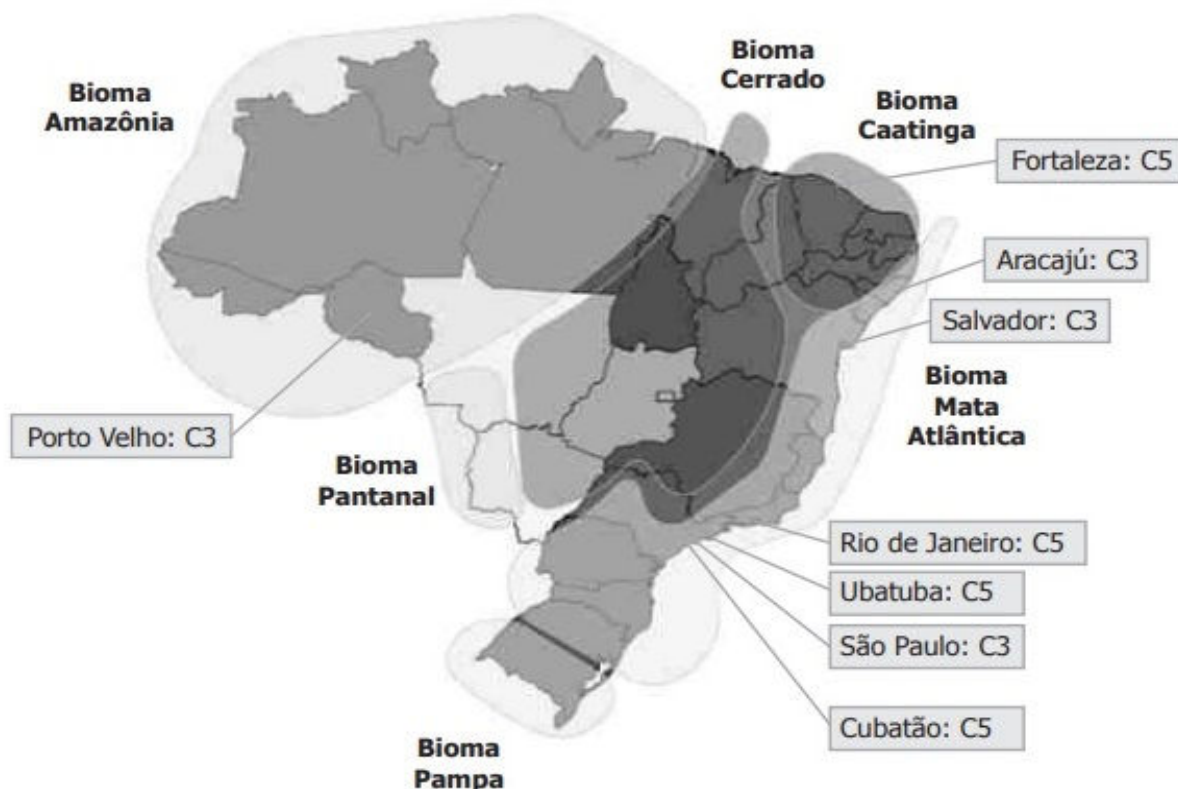 Bioma
Cerrado
Bioma
Amazônia
Bioma
Caatinga
Fortaleza: C5
Aracajú: C3
Salvador: C3
Bioma
Mata
Atlântica
Porto Velho: C3
Bioma
Pantanal
Rio de Janeiro: C5
Ubatuba: C5
São Paulo: C3
Cubatão: C5
Bioma
Pampa